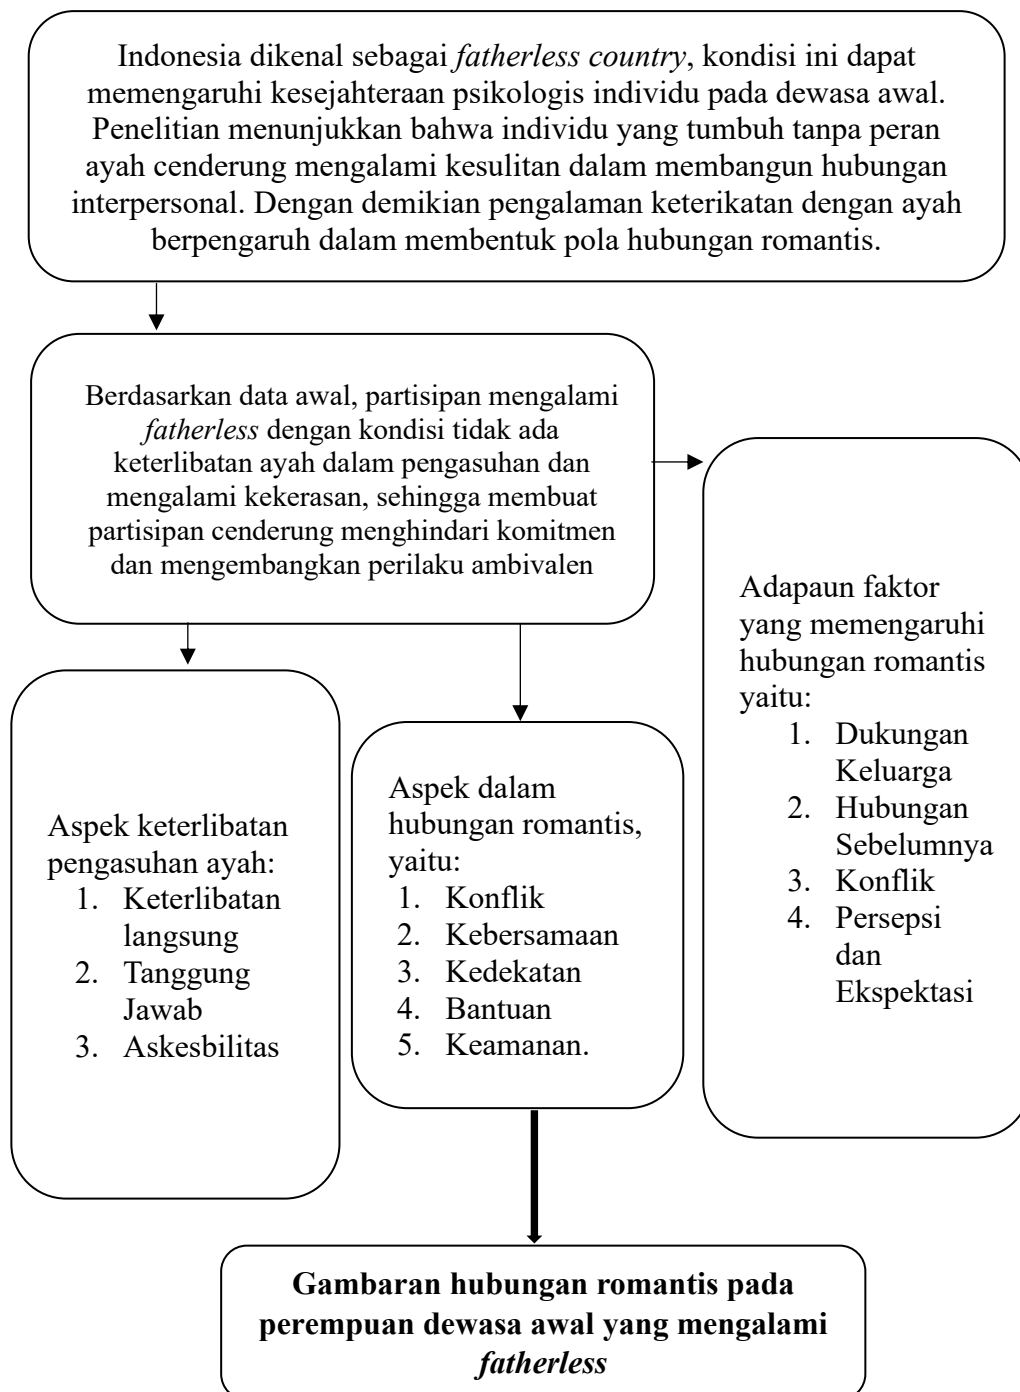 Indonesia dikenal sebagai fatherless country, kondisi ini dapat
memengaruhi kesejahteraan psikologis individu pada dewasa awal.
Penelitian menunjukkan bahwa individu yang tumbuh tanpa peran
ayah cenderung mengalami kesulitan dalam membangun hubungan
interpersonal. Dengan demikian pengalaman keterikatan dengan ayah
berpengaruh dalam membentuk pola hubungan romantis.
Berdasarkan data awal, partisipan mengalami
fatherless dengan kondisi tidak ada
keterlibatan ayah dalam pengasuhan dan
mengalami kekerasan, sehingga membuat
partisipan cenderung menghindari komitmen
dan mengembangkan perilaku ambivalen
Aspek keterlibatan
pengasuhan ayah:
1. Keterlibatan
langsung
2. Tanggung
Jawab
3. Askesbilitas
Aspek dalam
hubungan romantis,
yaitu:
1. Konflik
2. Kebersamaan
3. Kedekatan
4. Bantuan
5. Keamanan.
Adapaun faktor
yang memengaruhi
hubungan romantis
yaitu:
1. Dukungan
Keluarga
2. Hubungan
Sebelumnya
3. Konflik
4. Persepsi
dan
Ekspektasi
Gambaran hubungan romantis pada
perempuan dewasa awal yang mengalami
fatherless